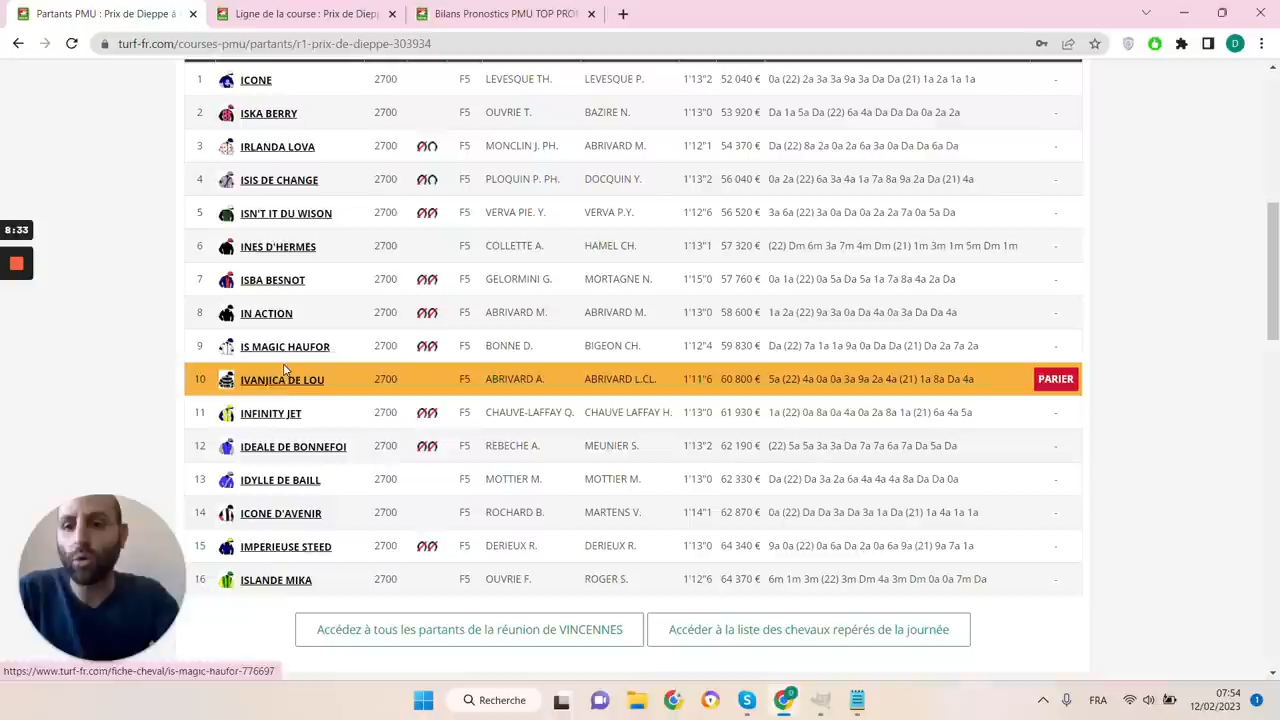 Partants PMU : Prix de Dieppe à
Ligne de la course : Prix de Die
Bilans Pronostics PMU TOP PRO
turf-fr.com/courses-pmu/partants/r1-prix-de-dieppe-303934
D
1 ICONE 2700 F5 LEVESQUE TH. LEVESQUE P. 1'13"2 52 040 € 0a (22) 2a 3a 3a 9a 3a Da Da (21) 1a 2a 1a 1a -
2 ISKA BERRY 2700 F5 OUVRIE T. BAZIRE N. 1'13"0 53 920 € Da 1a 5a Da (22) 6a 4a Da Da Da 0a 2a 2a -
3 IRLANDA LOVA 2700 F5 MONCLIN J. PH. ABRIVARD M. 1'12"1 54 370 € Da (22) 8a 2a 0a 2a 6a 3a 0a Da Da 6a Da -
4 ISIS DE CHANGE 2700 F5 PLOQUIN P. PH. DOCQUIN Y. 1'13"2 56 040 € 0a 2a (22) 6a 3a 4a 1a 7a 8a 9a 2a Da (21) 4a -
5 ISN'T IT DU WISON 2700 F5 VERVA PIE. Y. VERVA P.Y. 1'12"6 56 520 € 3a 6a (22) 3a 0a Da 0a 2a 2a 7a 0a 5a Da -
6 INES D'HERMES 2700 F5 COLLETTE A. HAMEL CH. 1'13"1 57 320 € (22) Dm 6m 3a 7m 4m Dm (21) 1m 3m 1m 5m Dm 1m -
7 ISBA BESNOT 2700 F5 GELORMINI G. MORTAGNE N. 1'15"0 57 760 € 0a 1a (22) 0a 5a Da 5a 1a 7a 8a 4a 2a Da -
8 IN ACTION 2700 F5 ABRIVARD M. ABRIVARD M. 1'13"0 58 600 € 1a 2a (22) 9a 3a 0a Da 4a 0a 3a Da Da 4a -
9 IS MAGIC HAUFOR 2700 F5 BONNE D. BIGEON CH. 1'12"4 59 830 € Da (22) 7a 1a 1a 9a 0a Da Da (21) Da 2a 7a 2a -
10 IVANJICA DE LOU 2700 F5 ABRIVARD A. ABRIVARD L.CL. 1'11"6 60 800 € 5a (22) 4a 0a 0a 3a 9a 2a 4a (21) 1a 8a Da 4a PARIER
11 INFINITY JET 2700 F5 CHAUVE-LAFFAY Q. CHAUVE LAFFAY H. 1'13"0 61 930 € 1a (22) 0a 8a 0a 4a 0a 2a 8a 1a (21) 6a 4a 5a -
12 IDEALE DE BONNEFOI 2700 F5 REBECHE A. MEUNIER S. 1'13"2 62 190 € (22) 5a 5a 3a 3a Da 7a 7a 6a 7a Da 5a Da -
13 IDYLLE DE BAILL 2700 F5 MOTTIER M. MOTTIER M. 1'13"0 62 330 € Da (22) Da 3a 2a 6a 4a 4a 4a 8a Da Da 0a -
14 ICONE D'AVENIR 2700 F5 ROCHARD B. MARTENS V. 1'14"1 62 870 € 0a (22) Da Da 3a Da 3a 1a Da (21) 1a 4a 1a 1a -
15 IMPERIEUSE STEED 2700 F5 DERIEUX R. DERIEUX R. 1'13"0 64 340 € 9a 0a (22) 0a 6a Da 2a 0a 6a 9a (21) 9a 7a 1a -
16 ISLANDE MIKA 2700 F5 OUVRIE F. ROGER S. 1'12"6 64 370 € 6m 1m 3m (22) 3m Dm 4a 3m Dm 0a 0a 7m Da -
8:33
Accédez à tous les partants de la réunion de VINCENNES
Accéder à la liste des chevaux repérés de la journée
https://www.turf-fr.com/fiche-cheval/is-magic-haufor-776697
Recherche
FRA
07:54
12/02/2023